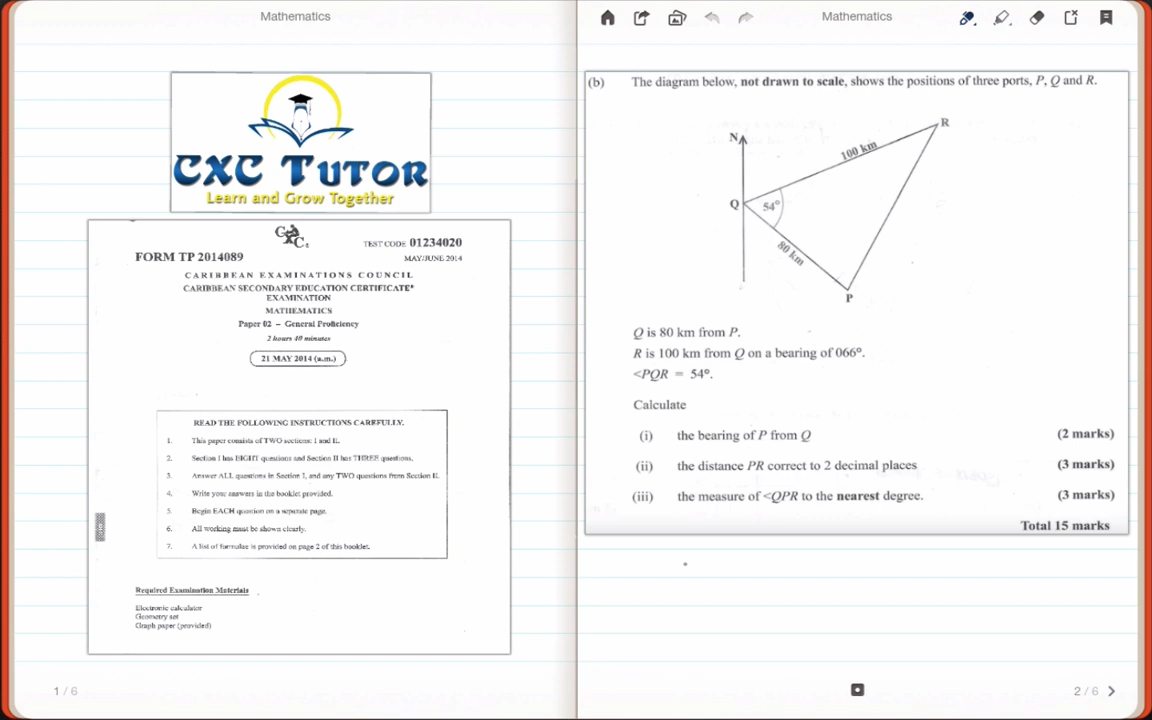 Mathematics
CXC TUTOR
Learn and Grow Together
CXC
TEST CODE 01234020
FORM TP 2014089
MAY/JUNE 2014
CARIBBEAN EXAMINATIONS COUNCIL
CARIBBEAN SECONDARY EDUCATION CERTIFICATE®
EXAMINATION
MATHEMATICS
Paper 02 – General Proficiency
2 hours 40 minutes
21 MAY 2014 (a.m.)
READ THE FOLLOWING INSTRUCTIONS CAREFULLY.
1. This paper consists of TWO sections: I and II.
2. Section I has EIGHT questions and Section II has THREE questions.
3. Answer ALL questions in Section I, and any TWO questions from Section II.
4. Write your answers in the booklet provided.
5. Begin EACH question on a separate page.
6. All working must be shown clearly.
7. A list of formulae is provided on page 2 of this booklet.
Required Examination Materials
Electronic calculator
Geometry set
Graph paper (provided)
1 / 6
Mathematics
(b) The diagram below, not drawn to scale, shows the positions of three ports, P, Q and R.
R
N
100 km
Q
54°
80 km
P
Q is 80 km from P.
R is 100 km from Q on a bearing of 066°.
<PQR = 54°.
Calculate
(i) the bearing of P from Q (2 marks)
(ii) the distance PR correct to 2 decimal places (3 marks)
(iii) the measure of <QPR to the nearest degree. (3 marks)
Total 15 marks
2 / 6